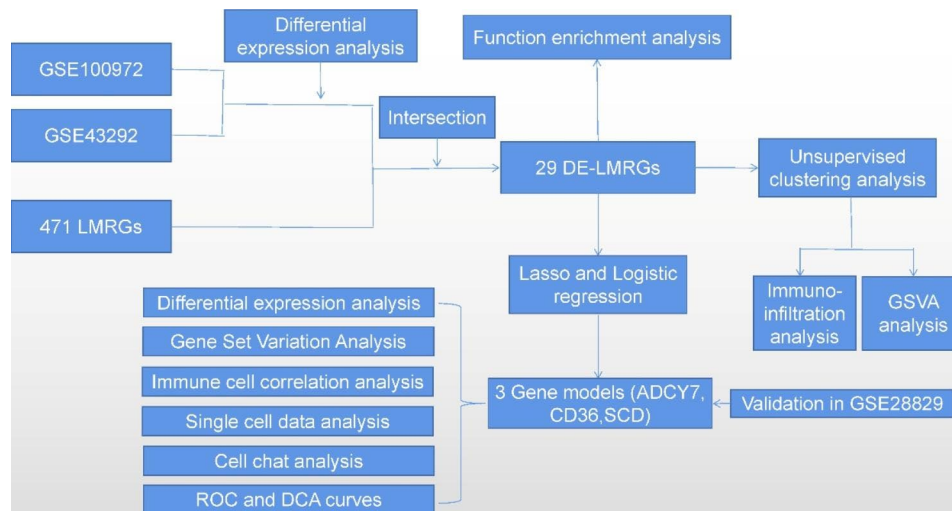 Differential
expression analysis
Function enrichment analysis
GSE100972
GSE43292
Intersection
29 DE-LMRGs
Unsupervised
clustering analysis
471 LMRGs
Lasso and Logistic
regression
Immuno-
infiltration
analysis
GSVA
analysis
Differential expression analysis
Gene Set Variation Analysis
Immune cell correlation analysis
Single cell data analysis
Cell chat analysis
ROC and DCA curves
3 Gene models (ADCY7,
CD36,SCD)
Validation in GSE28829